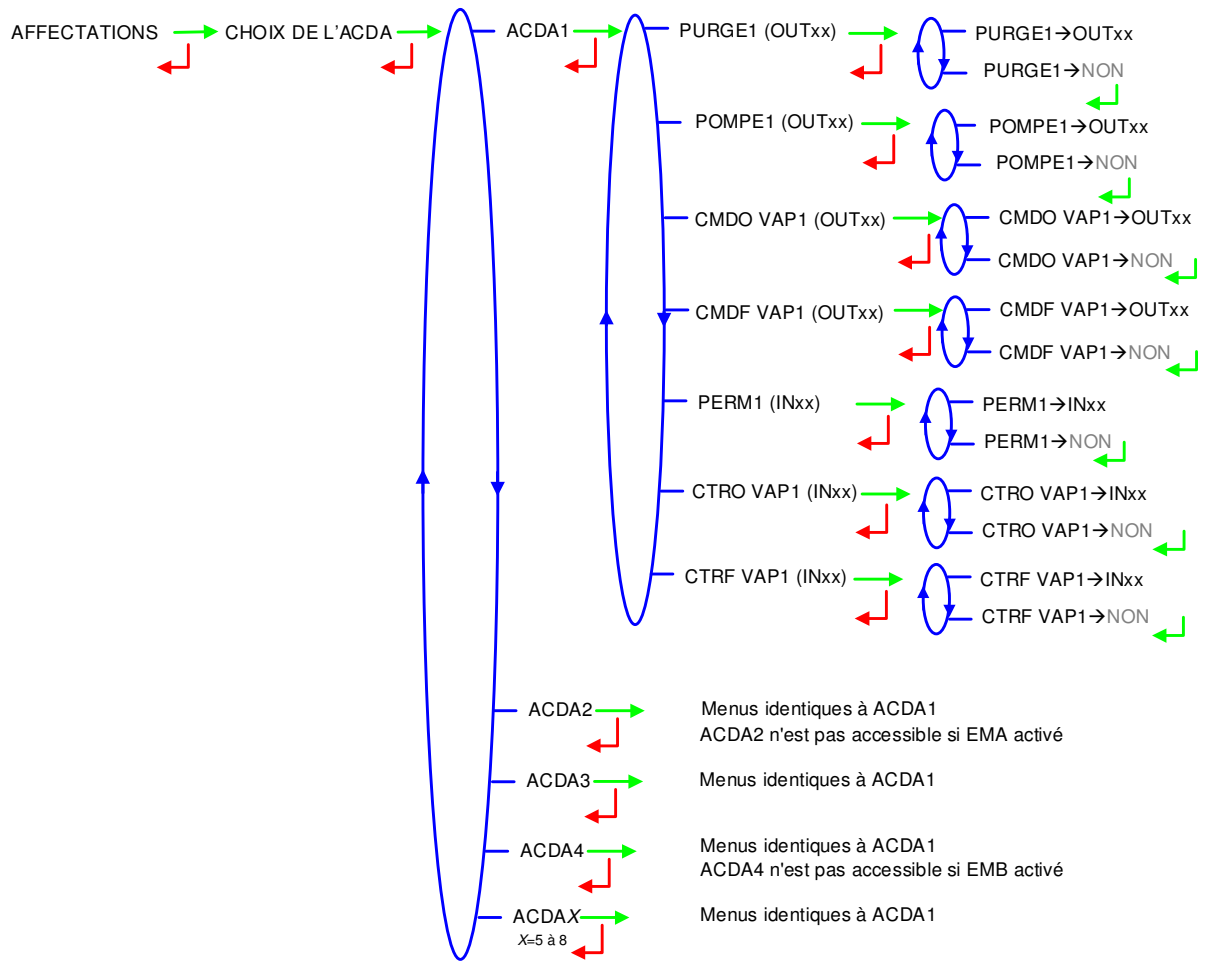 AFFECTATIONS CHOIX DE L'ACDA ACDA1 PURGE1 (OUTxx) PURGE1→OUTxx
PURGE1→NON
POMPE1 (OUTxx) POMPE1→OUTxx
POMPE1→NON
CMDO VAP1 (OUTxx) CMDO VAP1→OUTxx
CMDO VAP1→NON
CMDF VAP1 (OUTxx) CMDF VAP1→OUTxx
CMDF VAP1→NON
PERM1 (INxx) PERM1→INxx
PERM1→NON
CTRO VAP1 (INxx) CTRO VAP1→INxx
CTRO VAP1→NON
CTRF VAP1 (INxx) CTRF VAP1→INxx
CTRF VAP1→NON
ACDA2 Menus identiques à ACDA1
ACDA2 n'est pas accessible si EMA activé
ACDA3 Menus identiques à ACDA1
ACDA4 Menus identiques à ACDA1
ACDA4 n'est pas accessible si EMB activé
ACDAX Menus identiques à ACDA1
X=5 à 8